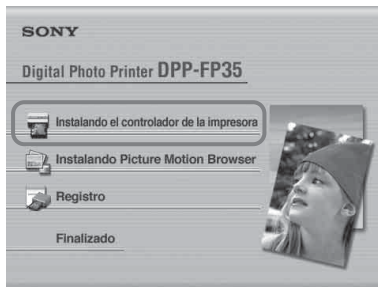 SONY
Digital Photo Printer DPP-FP35
Instalando el controlador de la impresora
Instalando Picture Motion Browser
Registro
Finalizado